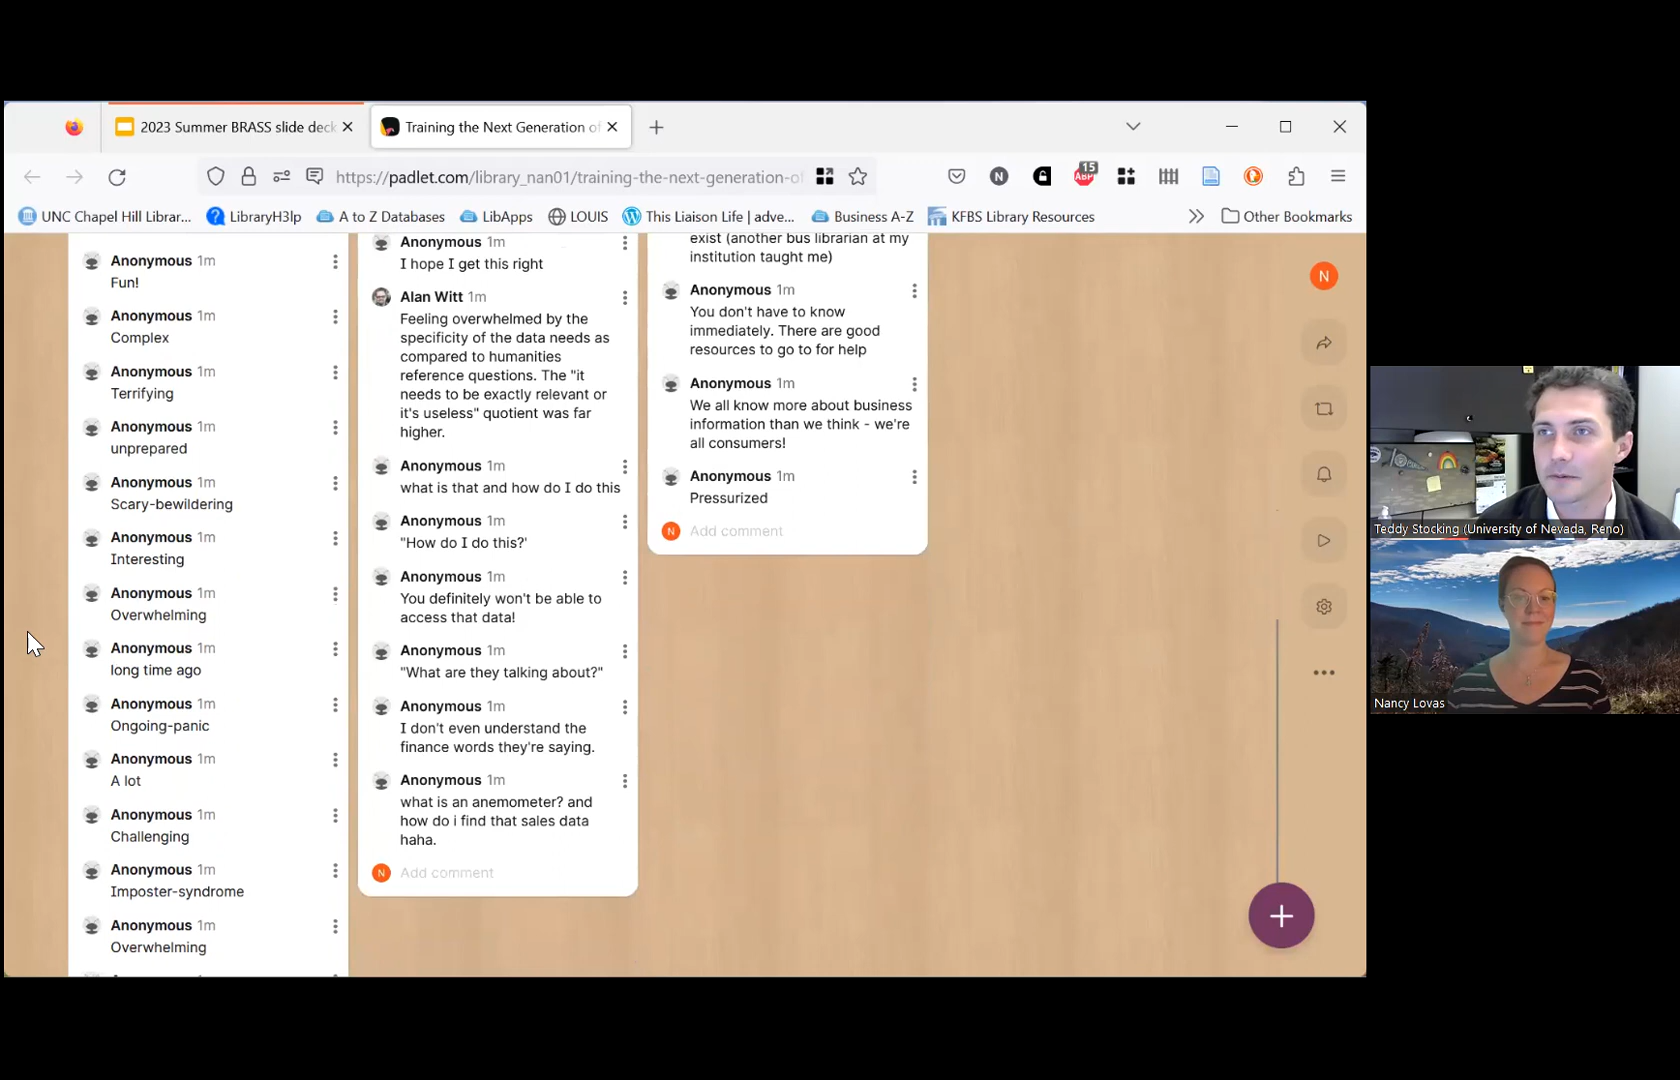 2023 Summer BRASS slide deck
Training the Next Generation of
https://padlet.com/library_nan01/training-the-next-generation-of
N
15
ABP
UNC Chapel Hill Librar...
LibraryH3lp
A to Z Databases
LibApps
LOUIS
This Liaison Life | adve...
Business A-Z
KFBS Library Resources
Other Bookmarks
Anonymous 1m
Fun!
Anonymous 1m
Complex
Anonymous 1m
Terrifying
Anonymous 1m
unprepared
Anonymous 1m
Scary-bewildering
Anonymous 1m
Interesting
Anonymous 1m
Overwhelming
Anonymous 1m
long time ago
Anonymous 1m
Ongoing-panic
Anonymous 1m
A lot
Anonymous 1m
Challenging
Anonymous 1m
Imposter-syndrome
Anonymous 1m
Overwhelming
Anonymous 1m
I hope I get this right
Alan Witt 1m
Feeling overwhelmed by the
specificity of the data needs as
compared to humanities
reference questions. The "it
needs to be exactly relevant or
it's useless" quotient was far
higher.
Anonymous 1m
what is that and how do I do this
Anonymous 1m
"How do I do this?'
Anonymous 1m
You definitely won't be able to
access that data!
Anonymous 1m
"What are they talking about?"
Anonymous 1m
I don't even understand the
finance words they're saying.
Anonymous 1m
what is an anemometer? and
how do i find that sales data
haha.
N
Add comment
exist (another bus librarian at my
institution taught me)
Anonymous 1m
You don't have to know
immediately. There are good
resources to go to for help
Anonymous 1m
We all know more about business
information than we think - we're
all consumers!
Anonymous 1m
Pressurized
N
Add comment
N
Teddy Stocking (University of Nevada, Reno)
Nancy Lovas